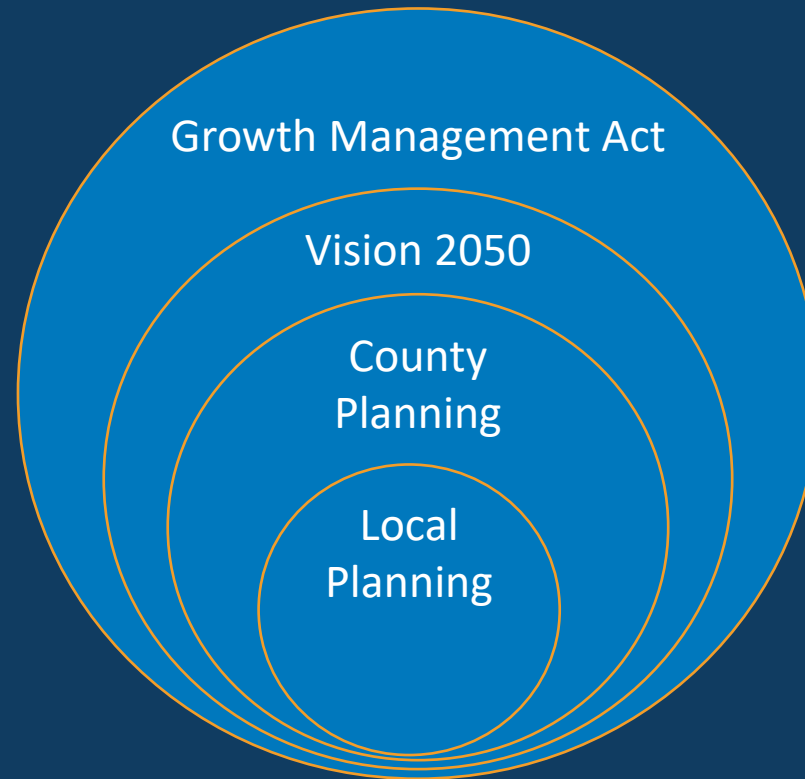 Growth Management Act
Vision 2050
County
Planning
Local
Planning